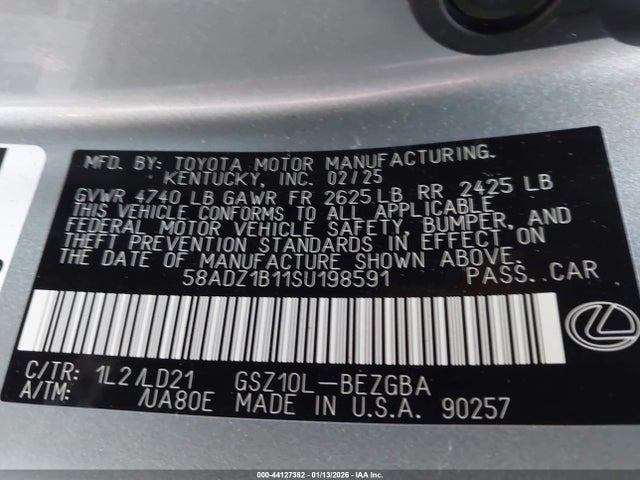 MFD. BY: TOYOTA MOTOR MANUFACTURING.
KENTUCKY, INC. 02/25
GVWR 4740 LB GAWR FR 2625 LB RR 2425 LB
THIS VEHICLE CONFORMS TO ALL APPLICABLE
FEDERAL MOTOR VEHICLE SAFETY, BUMPER, AND
THEFT PREVENTION STANDARDS IN EFFECT ON
THE DATE OF MANUFACTURE SHOWN ABOVE.
58ADZ1B11SU198591 PASS. CAR
C/TR: 1L2/LD21 GSZ10L-BEZGBA
A/TM: /UA80E MADE IN U.S.A. 90257
000-44127382 | 01/13/2026 | IAA Inc.